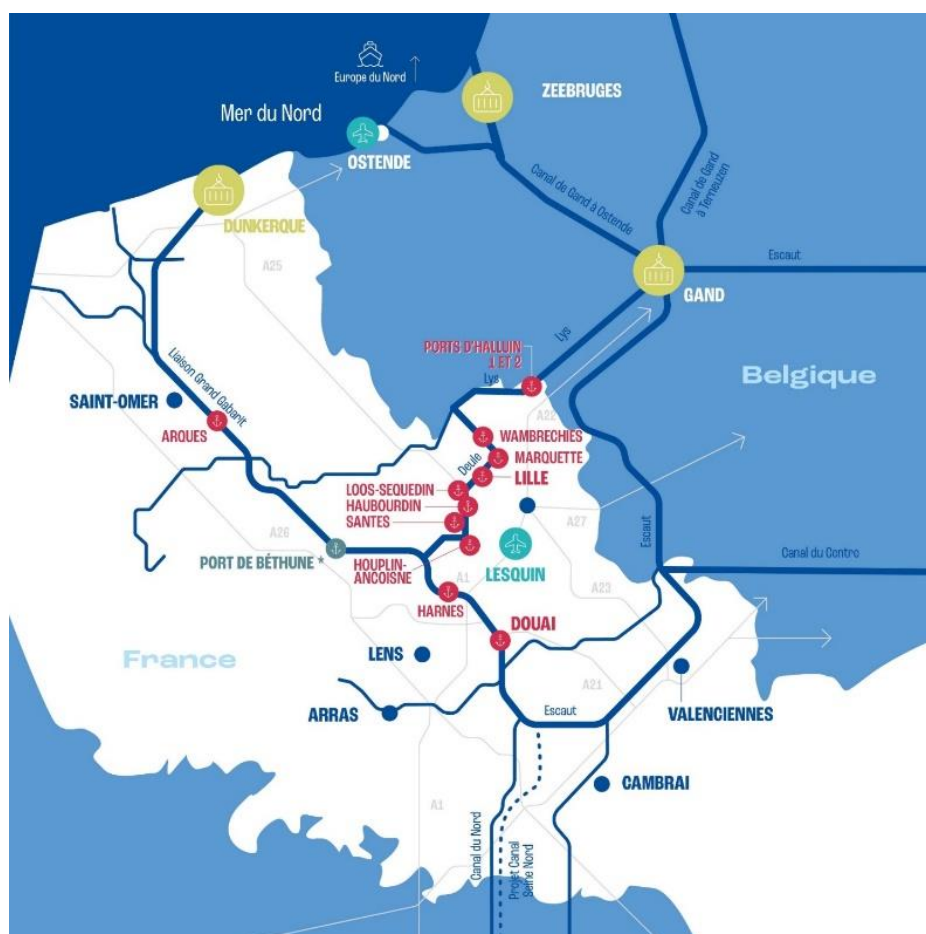 Europe du Nord
ZEEBRUGES
Mer du Nord
OSTENDE
Canal de Gand à Ostende
Canal de Gand
à Terneuzen
DUNKERQUE
A25
Escaut
GAND
Lys
PORTS D'HALLUIN
1 ET 2
Lys
Belgique
Liaison Grand Gabarit
SAINT-OMER
ARQUES
A22
WAMBRECHIES
MARQUETTE
Deule
LILLE
LOOS-SEQUEDIN
HAUBOURDIN
SANTES
A27
A26
PORT DE BÉTHUNE *
HOUPLIN-
ANCOISNE
LESQUIN
Escaut
Canal du Centre
A1
A23
HARNES
DOUAI
France
LENS
A21
ARRAS
Escaut
VALENCIENNES
CAMBRAI
A1
Canal du Nord
Projet Canal
Seine Nord